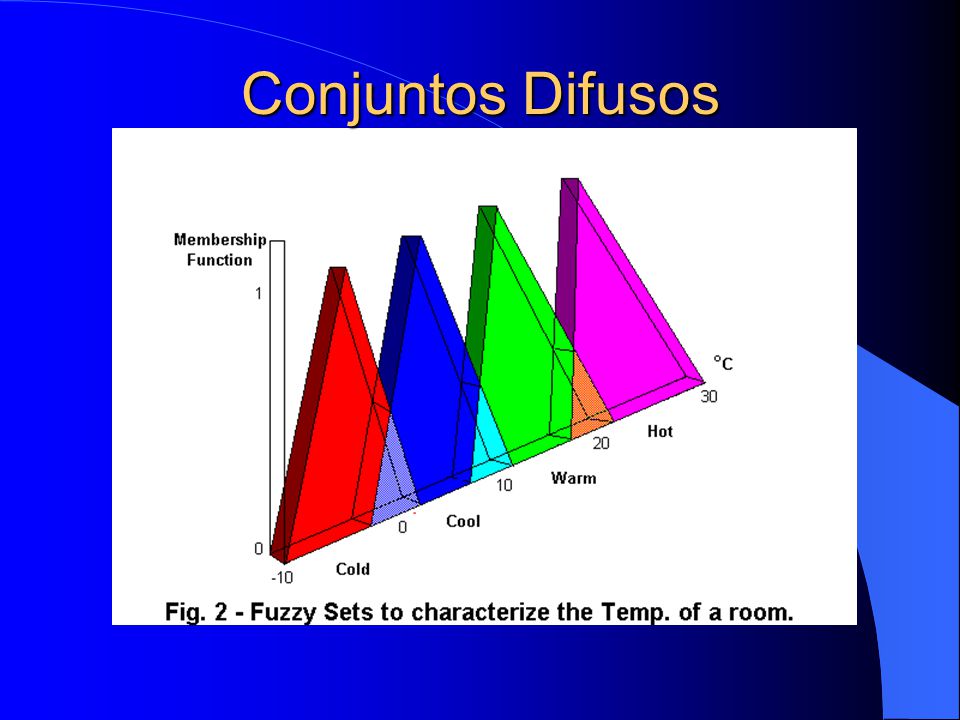 Conjuntos Difusos
Membership
Function
1
0
-10
Cold
0
Cool
10
Warm
20
Hot
30
°C
Fig. 2 - Fuzzy Sets to characterize the Temp. of a room.